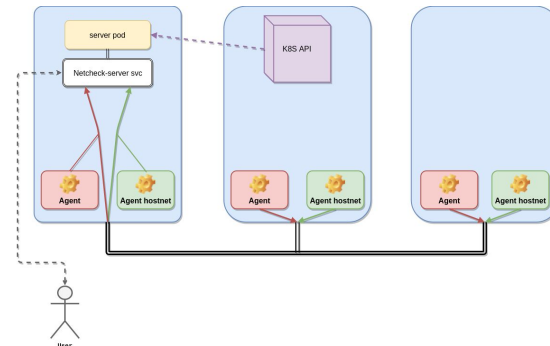 server pod
Netcheck-server svc
K8S API
Agent
Agent hostnet
Agent
Agent hostnet
Agent
Agent hostnet
User